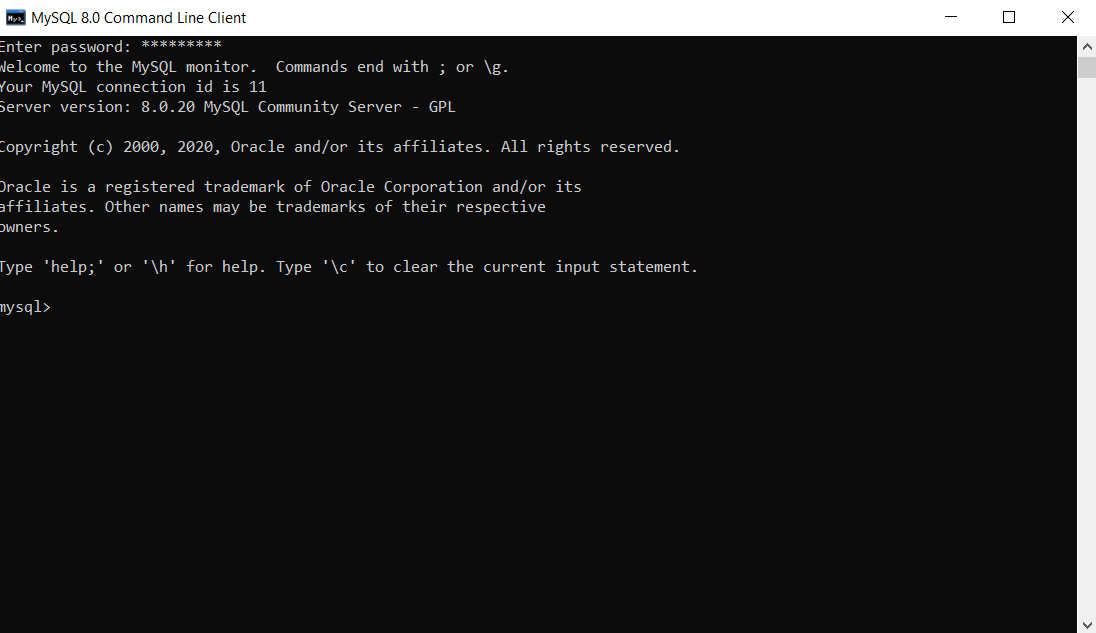 MySQL 8.0 Command Line Client
Enter password: *********
Welcome to the MySQL monitor.  Commands end with ; or \g.
Your MySQL connection id is 11
Server version: 8.0.20 MySQL Community Server - GPL
Copyright (c) 2000, 2020, Oracle and/or its affiliates. All rights reserved.
Oracle is a registered trademark of Oracle Corporation and/or its
affiliates. Other names may be trademarks of their respective
owners.
Type 'help;' or '\h' for help. Type '\c' to clear the current input statement.
mysql>